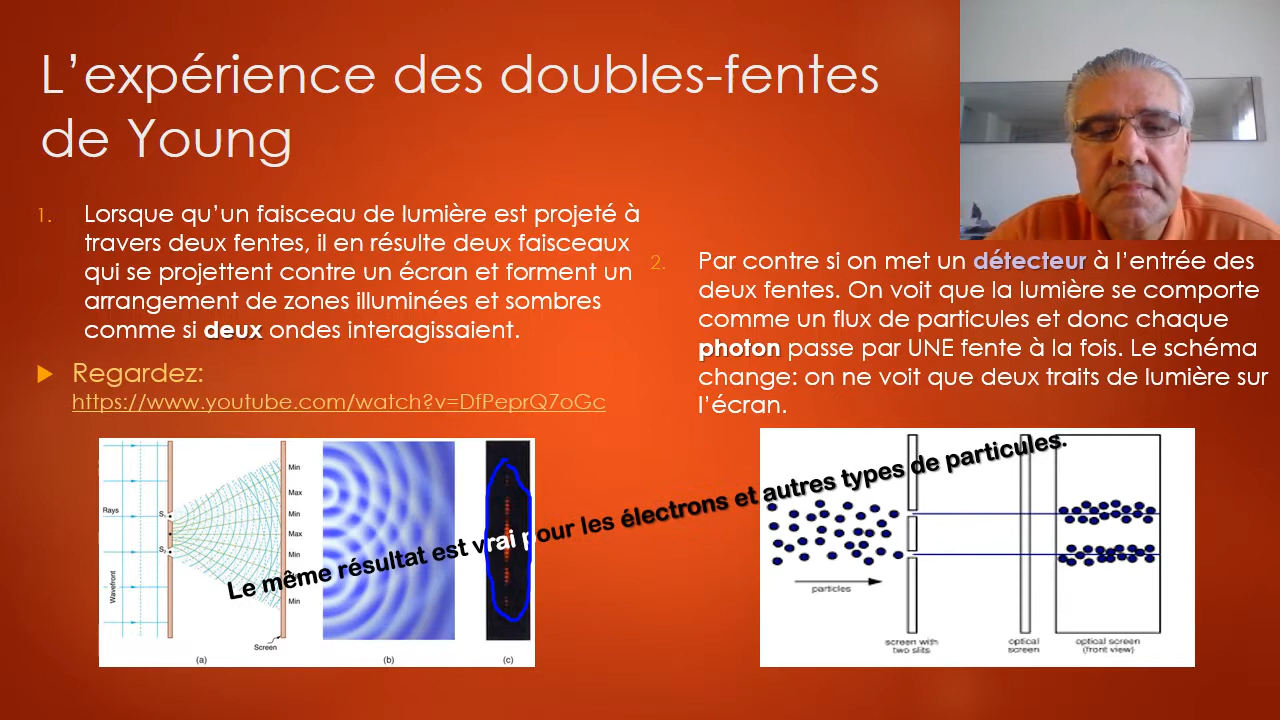 L'expérience des doubles-fentes
de Young
1. Lorsque qu'un faisceau de lumière est projeté à
travers deux fentes, il en résulte deux faisceaux
qui se projettent contre un écran et forment un
arrangement de zones illuminées et sombres
comme si deux ondes interagissaient.
Regardez:
https://www.youtube.com/watch?v=DfPeprQ7oGc
2. Par contre si on met un détecteur à l'entrée des
deux fentes. On voit que la lumière se comporte
comme un flux de particules et donc chaque
photon passe par UNE fente à la fois. Le schéma
change: on ne voit que deux traits de lumière sur
l'écran.
Le même résultat est vrai pour les électrons et autres types de particules.
Rays
Wavefront
S₁
S₂
Min
Max
Min
Max
Min
Max
Min
Screen
(a)
(b)
(c)
particles
screen with
two slits
optical
screen
optical screen
(front view)